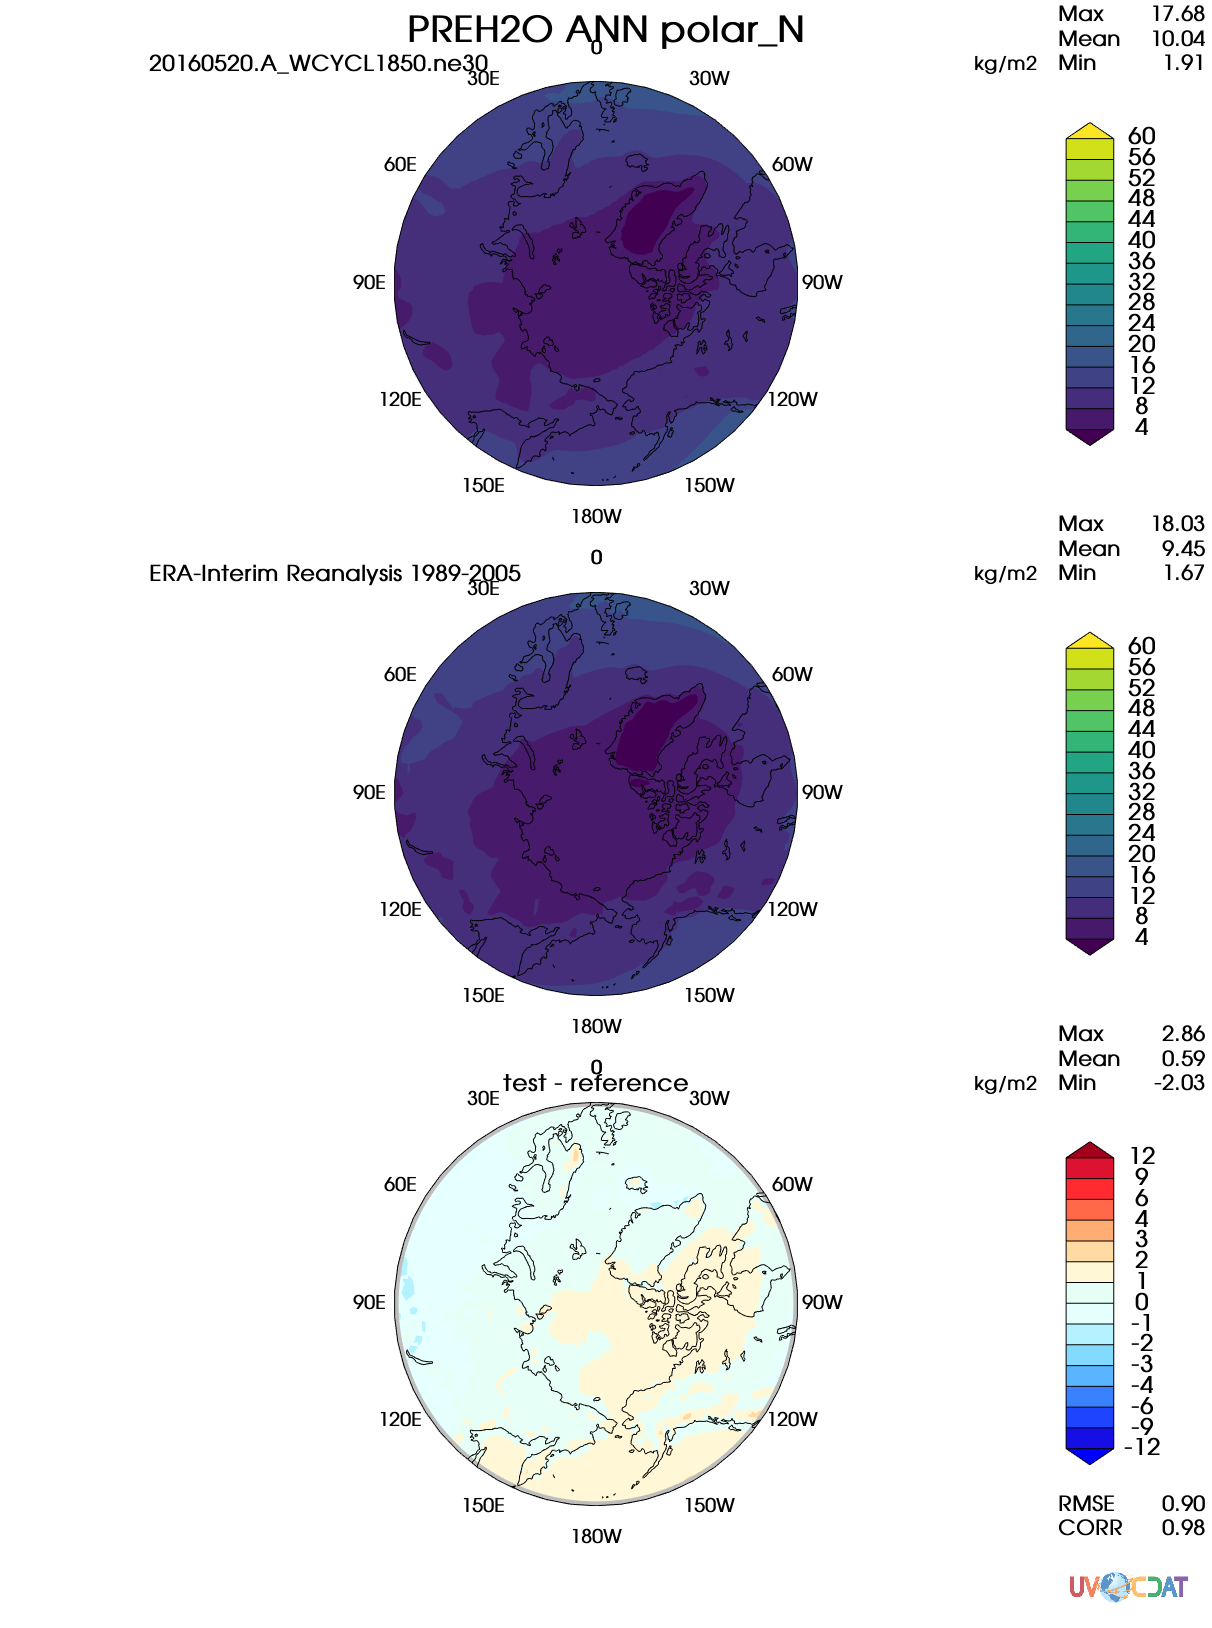 PREH2O ANN polar_N
20160520.A_WCYCL1850.ne30
kg/m2
Max 17.68
Mean 10.04
Min 1.91
0
30E 30W
60E 60W
90E 90W
120E 120W
150E 150W
180W
60
56
52
48
44
40
36
32
28
24
20
16
12
8
4
ERA-Interim Reanalysis 1989-2005
kg/m2
Max 18.03
Mean 9.45
Min 1.67
0
30E 30W
60E 60W
90E 90W
120E 120W
150E 150W
180W
60
56
52
48
44
40
36
32
28
24
20
16
12
8
4
test - reference
kg/m2
Max 2.86
Mean 0.59
Min -2.03
0
30E 30W
60E 60W
90E 90W
120E 120W
150E 150W
180W
12
9
6
4
3
2
1
0
-1
-2
-3
-4
-6
-9
-12
RMSE 0.90
CORR 0.98
UV CDAT